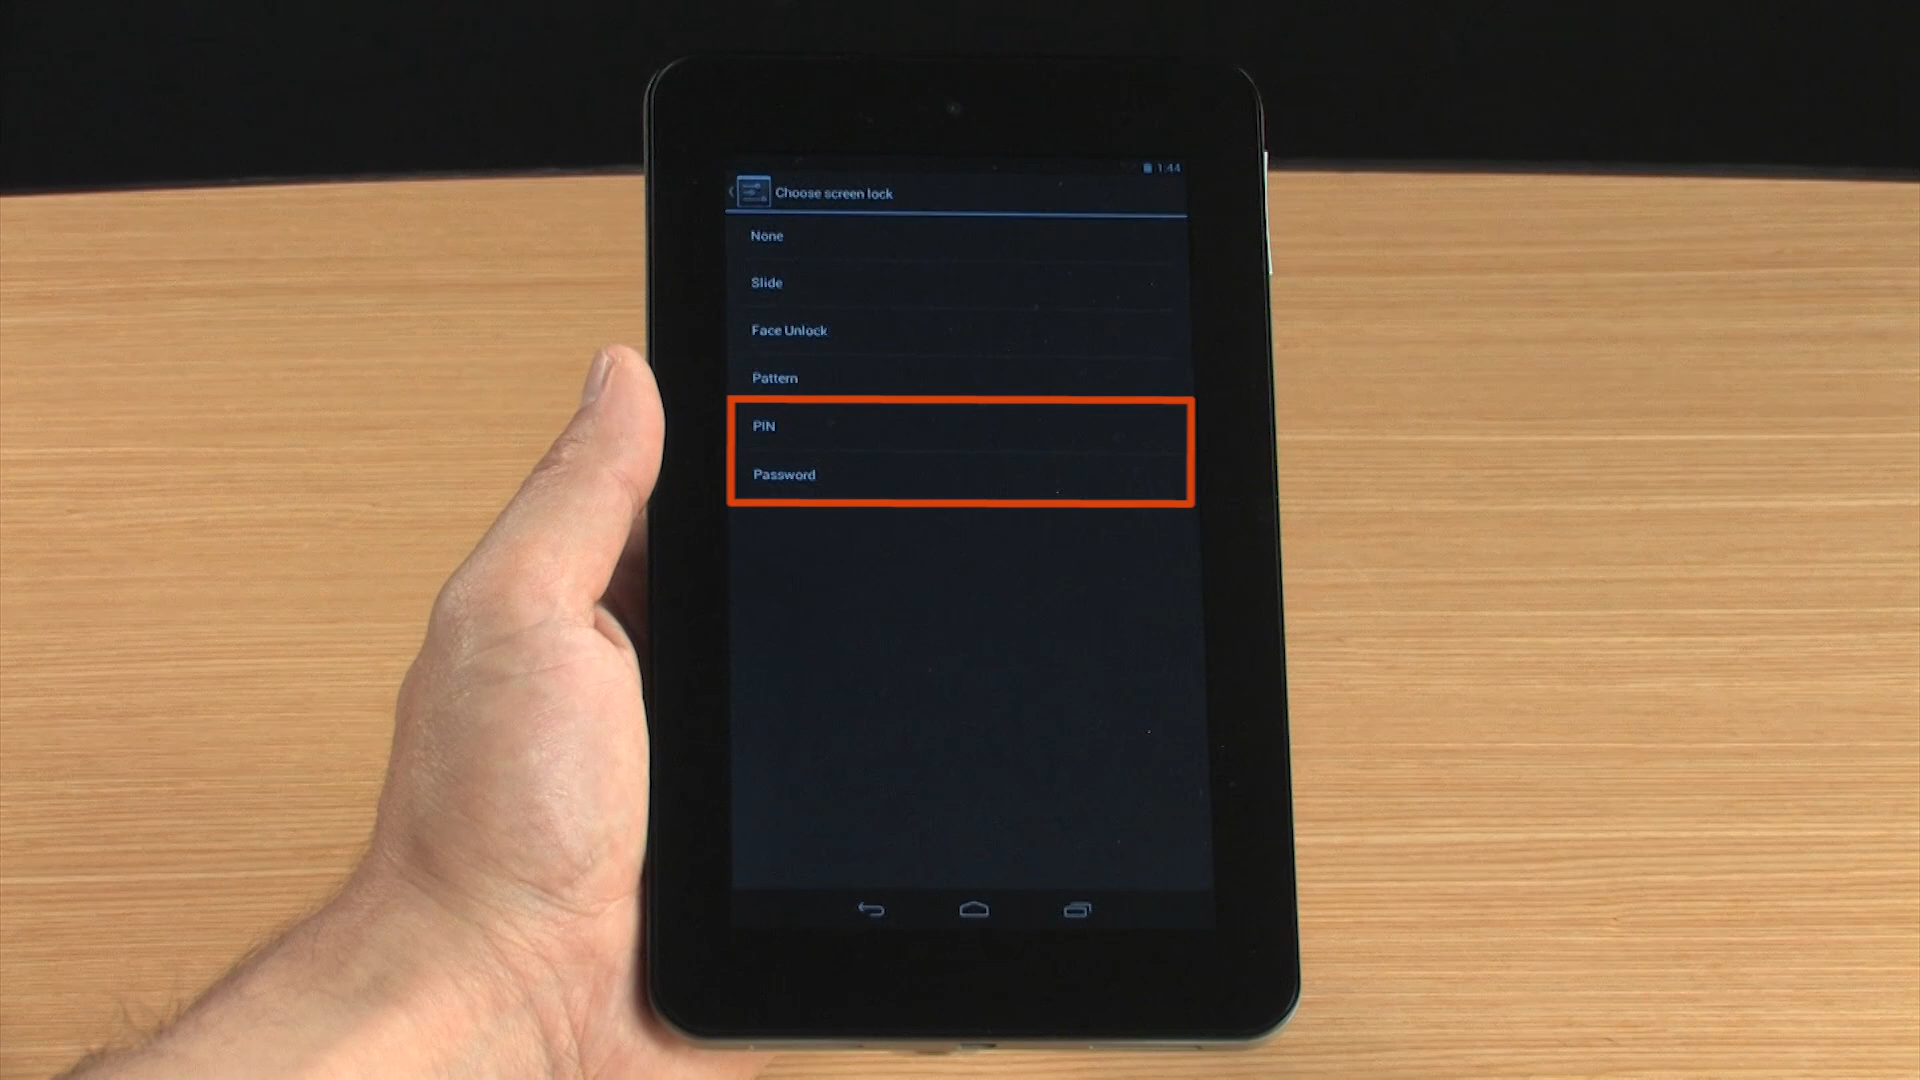 1:44
Choose screen lock
None
Slide
Face Unlock
Pattern
PIN
Password